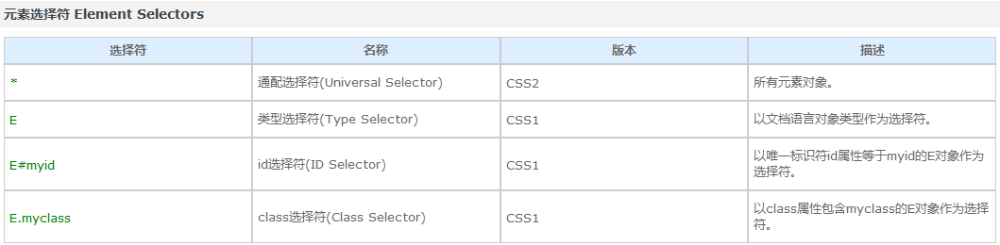 元素选择符 Element Selectors
选择符 名称 版本 描述
* 通配选择符(Universal Selector) CSS2 所有元素对象。
E 类型选择符(Type Selector) CSS1 以文档语言对象类型作为选择符。
E#myid id选择符(ID Selector) CSS1 以唯一标识符id属性等于myid的E对象作为
选择符。
E.myclass class选择符(Class Selector) CSS1 以class属性包含myclass的E对象作为选择
符。